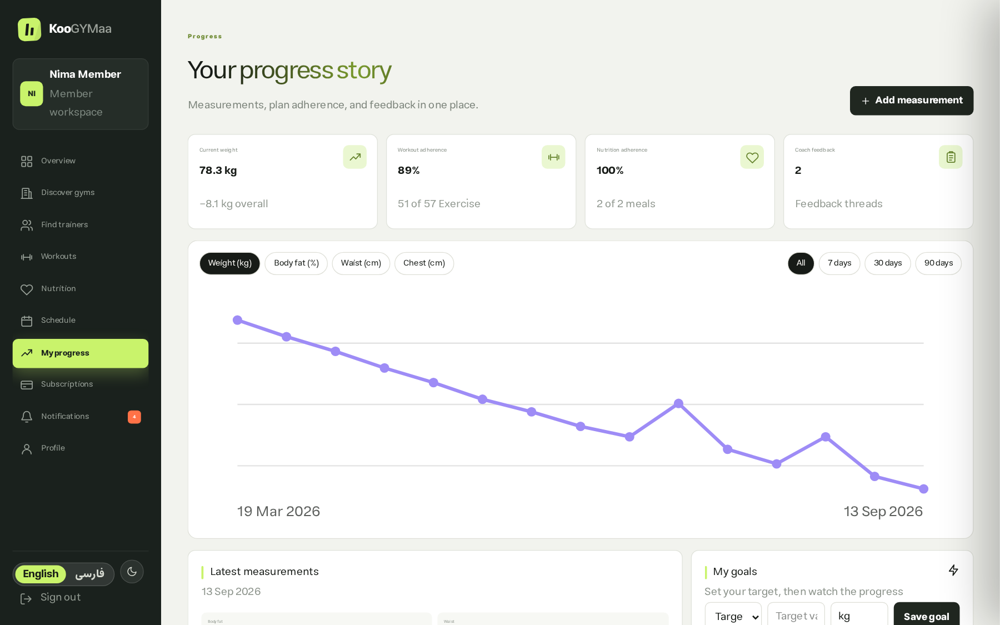 KooGYMaa
NI
Nima Member
Member
workspace
Overview
Discover gyms
Find trainers
Workouts
Nutrition
Schedule
My progress
Subscriptions
Notifications
4
Profile
English
فارسی
Sign out
Progress
Your progress story
Measurements, plan adherence, and feedback in one place.
+ Add measurement
Current weight
78.3 kg
−8.1 kg overall
Workout adherence
89%
51 of 57 Exercise
Nutrition adherence
100%
2 of 2 meals
Coach feedback
2
Feedback threads
Weight (kg)
Body fat (%)
Waist (cm)
Chest (cm)
All
7 days
30 days
90 days
19 Mar 2026
13 Sep 2026
Latest measurements
13 Sep 2026
Body fat
Waist
My goals
Set your target, then watch the progress
Targe
Target va
kg
Save goal